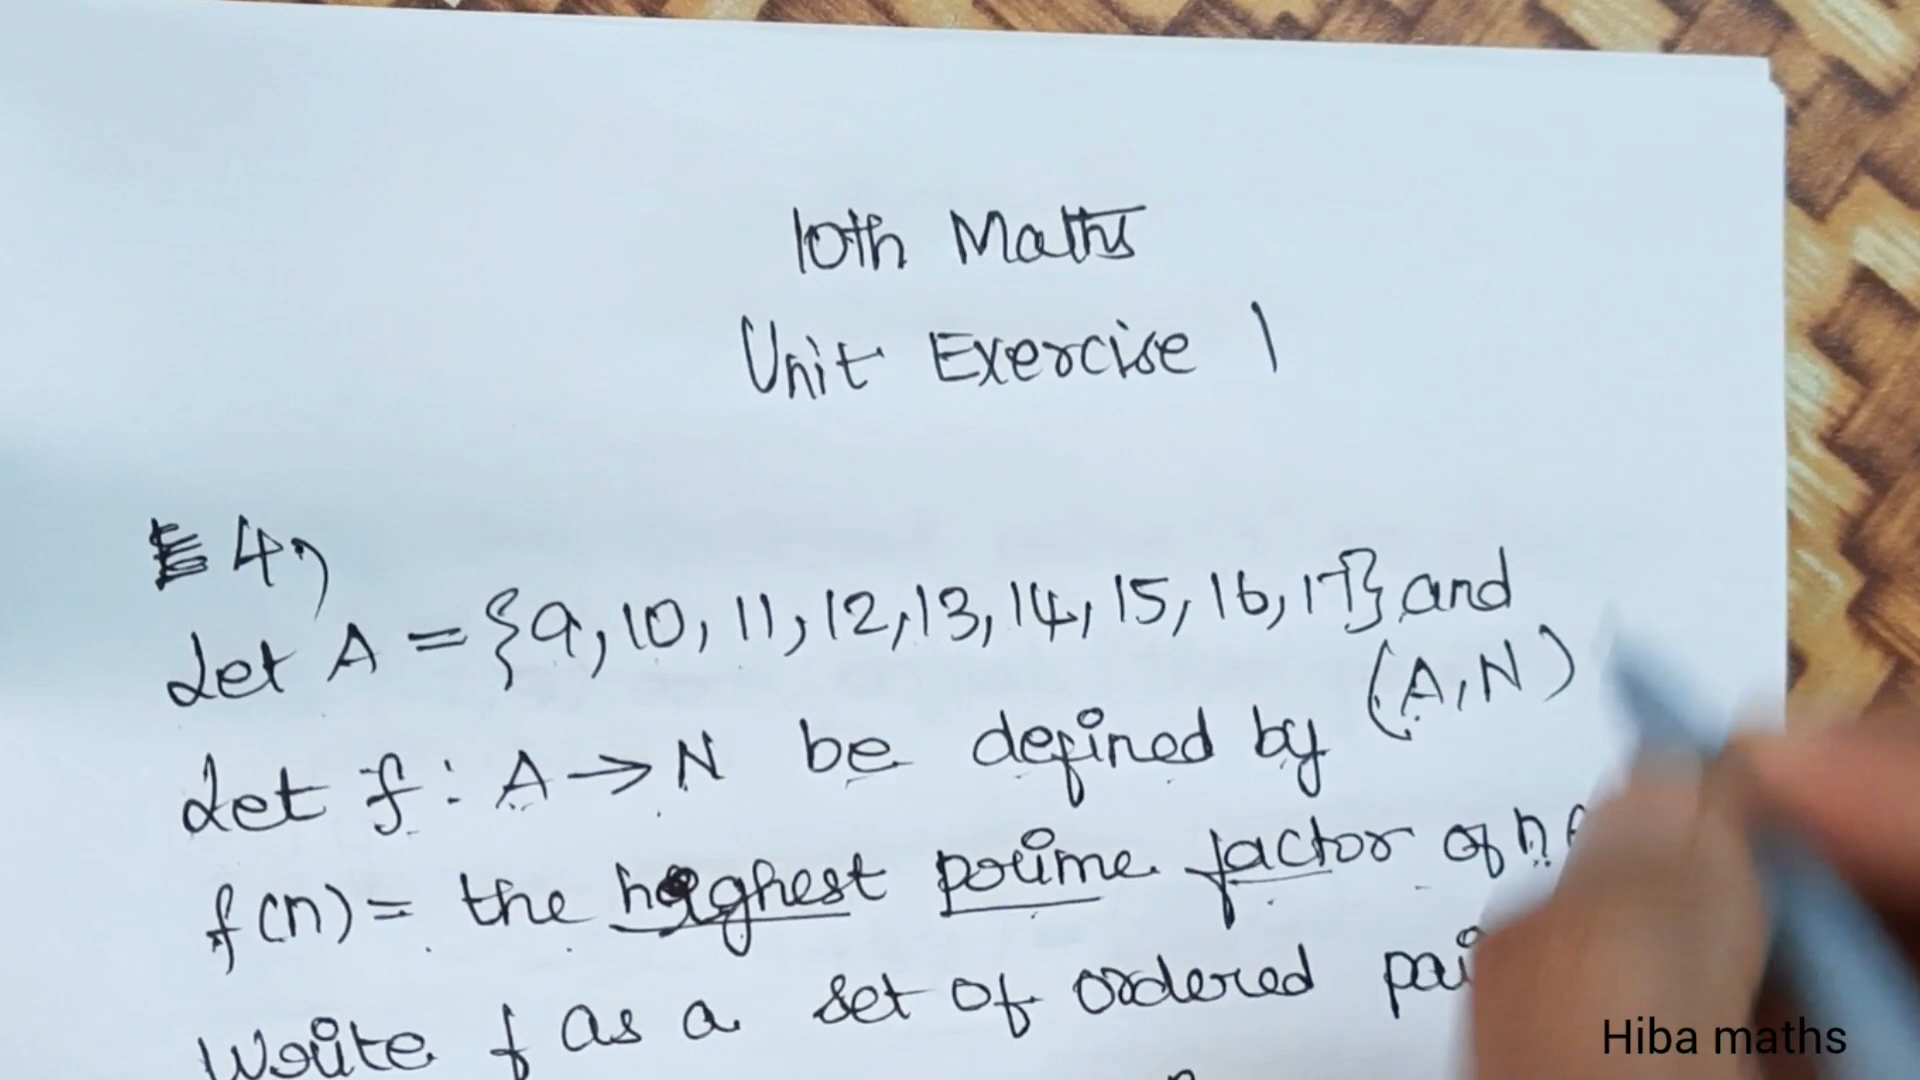 10th Maths
Unit Exercise 1
4)
Let A = {9, 10, 11, 12, 13, 14, 15, 16, 17} and
(A, N)
Let f : A → N be defined by
f(n) = the highest prime factor of n
Write f as a set of ordered
Hiba maths